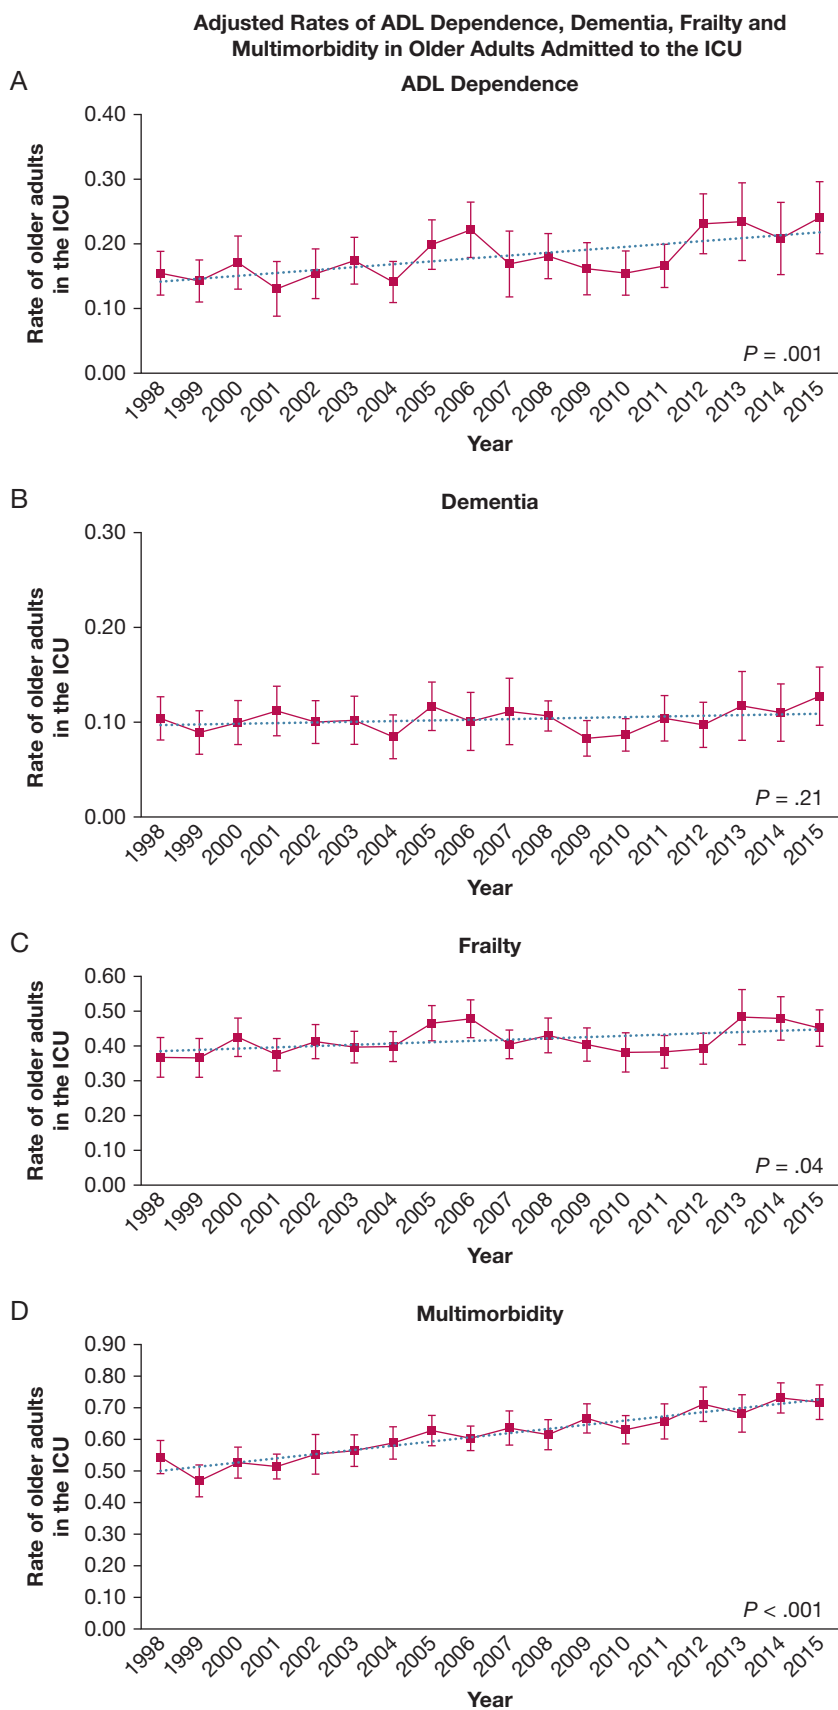 Adjusted Rates of ADL Dependence, Dementia, Frailty and
Multimorbidity in Older Adults Admitted to the ICU
A
ADL Dependence
0.40
0.30
0.20
0.10
0.00
Rate of older adults
in the ICU
P = .001
1998 1999 2000 2001 2002 2003 2004 2005 2006 2007 2008 2009 2010 2011 2012 2013 2014 2015
Year
B
Dementia
0.30
0.20
0.10
0.00
Rate of older adults
in the ICU
P = .21
1998 1999 2000 2001 2002 2003 2004 2005 2006 2007 2008 2009 2010 2011 2012 2013 2014 2015
Year
C
Frailty
0.60
0.50
0.40
0.30
0.20
0.10
0.00
Rate of older adults
in the ICU
P = .04
1998 1999 2000 2001 2002 2003 2004 2005 2006 2007 2008 2009 2010 2011 2012 2013 2014 2015
Year
D
Multimorbidity
0.90
0.80
0.70
0.60
0.50
0.40
0.30
0.20
0.10
0.00
Rate of older adults
in the ICU
P < .001
1998 1999 2000 2001 2002 2003 2004 2005 2006 2007 2008 2009 2010 2011 2012 2013 2014 2015
Year